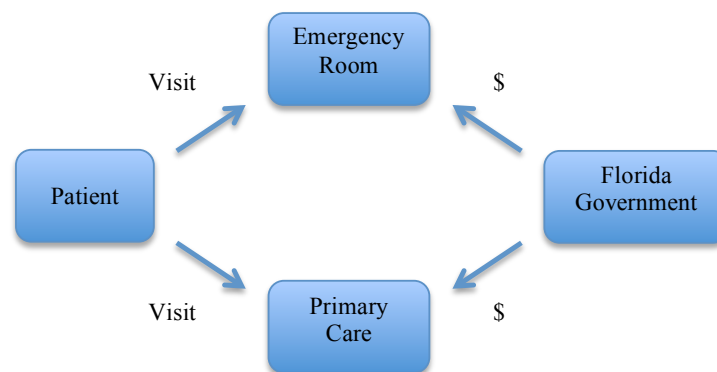 Emergency
Room
Visit
$
Patient
Florida
Government
Visit
Primary
Care
$